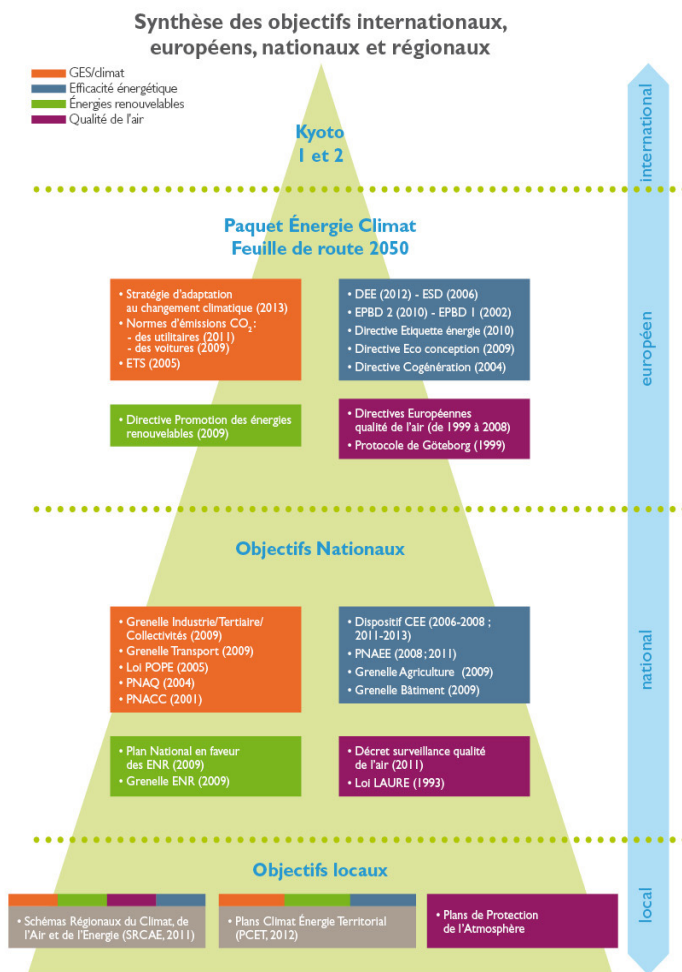 Synthèse des objectifs internationaux,
européens, nationaux et régionaux
GES/climat
Efficacité énergétique
Énergies renouvelables
Qualité de l'air
international
Kyoto
1 et 2
européen
Paquet Énergie Climat
Feuille de route 2050
• Stratégie d'adaptation
au changement climatique (2013)
• Normes d'émissions CO₂ :
- des utilitaires (2011)
- des voitures (2009)
• ETS (2005)
• DEE (2012) - ESD (2006)
• EPBD 2 (2010) - EPBD 1 (2002)
• Directive Etiquette énergie (2010)
• Directive Eco conception (2009)
• Directive Cogénération (2004)
• Directive Promotion des énergies
renouvelables (2009)
• Directives Européennes
qualité de l'air (de 1999 à 2008)
• Protocole de Göteborg (1999)
national
Objectifs Nationaux
• Grenelle Industrie/Tertiaire/
Collectivités (2009)
• Grenelle Transport (2009)
• Loi POPE (2005)
• PNAQ (2004)
• PNACC (2001)
• Dispositif CEE (2006-2008 ;
2011-2013)
• PNAEE (2008 ; 2011)
• Grenelle Agriculture (2009)
• Grenelle Bâtiment (2009)
• Plan National en faveur
des ENR (2009)
• Grenelle ENR (2009)
• Décret surveillance qualité
de l'air (2011)
• Loi LAURE (1993)
local
Objectifs locaux
• Schémas Régionaux du Climat, de
l'Air et de l'Energie (SRCAE, 2011)
• Plans Climat Énergie Territorial
(PCET, 2012)
• Plans de Protection
de l'Atmosphère